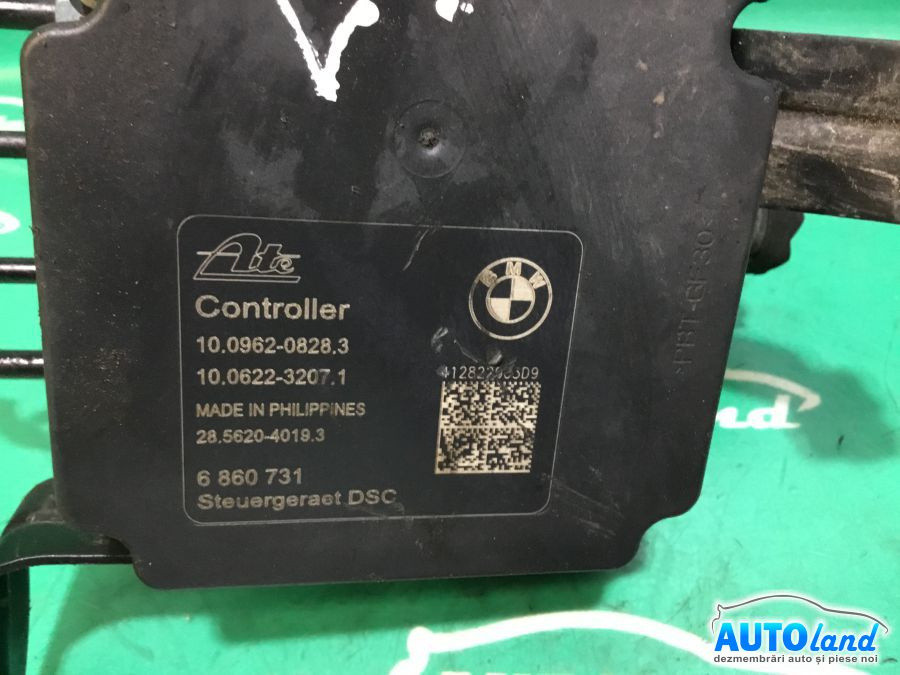 Ate
BMW
Controller
10.0962-0828.3
10.0622-3207.1
MADE IN PHILIPPINES
28.5620-4019.3
6 860 731
Steuergeraet DSC
AUTOland
dezmembrări auto și piese noi